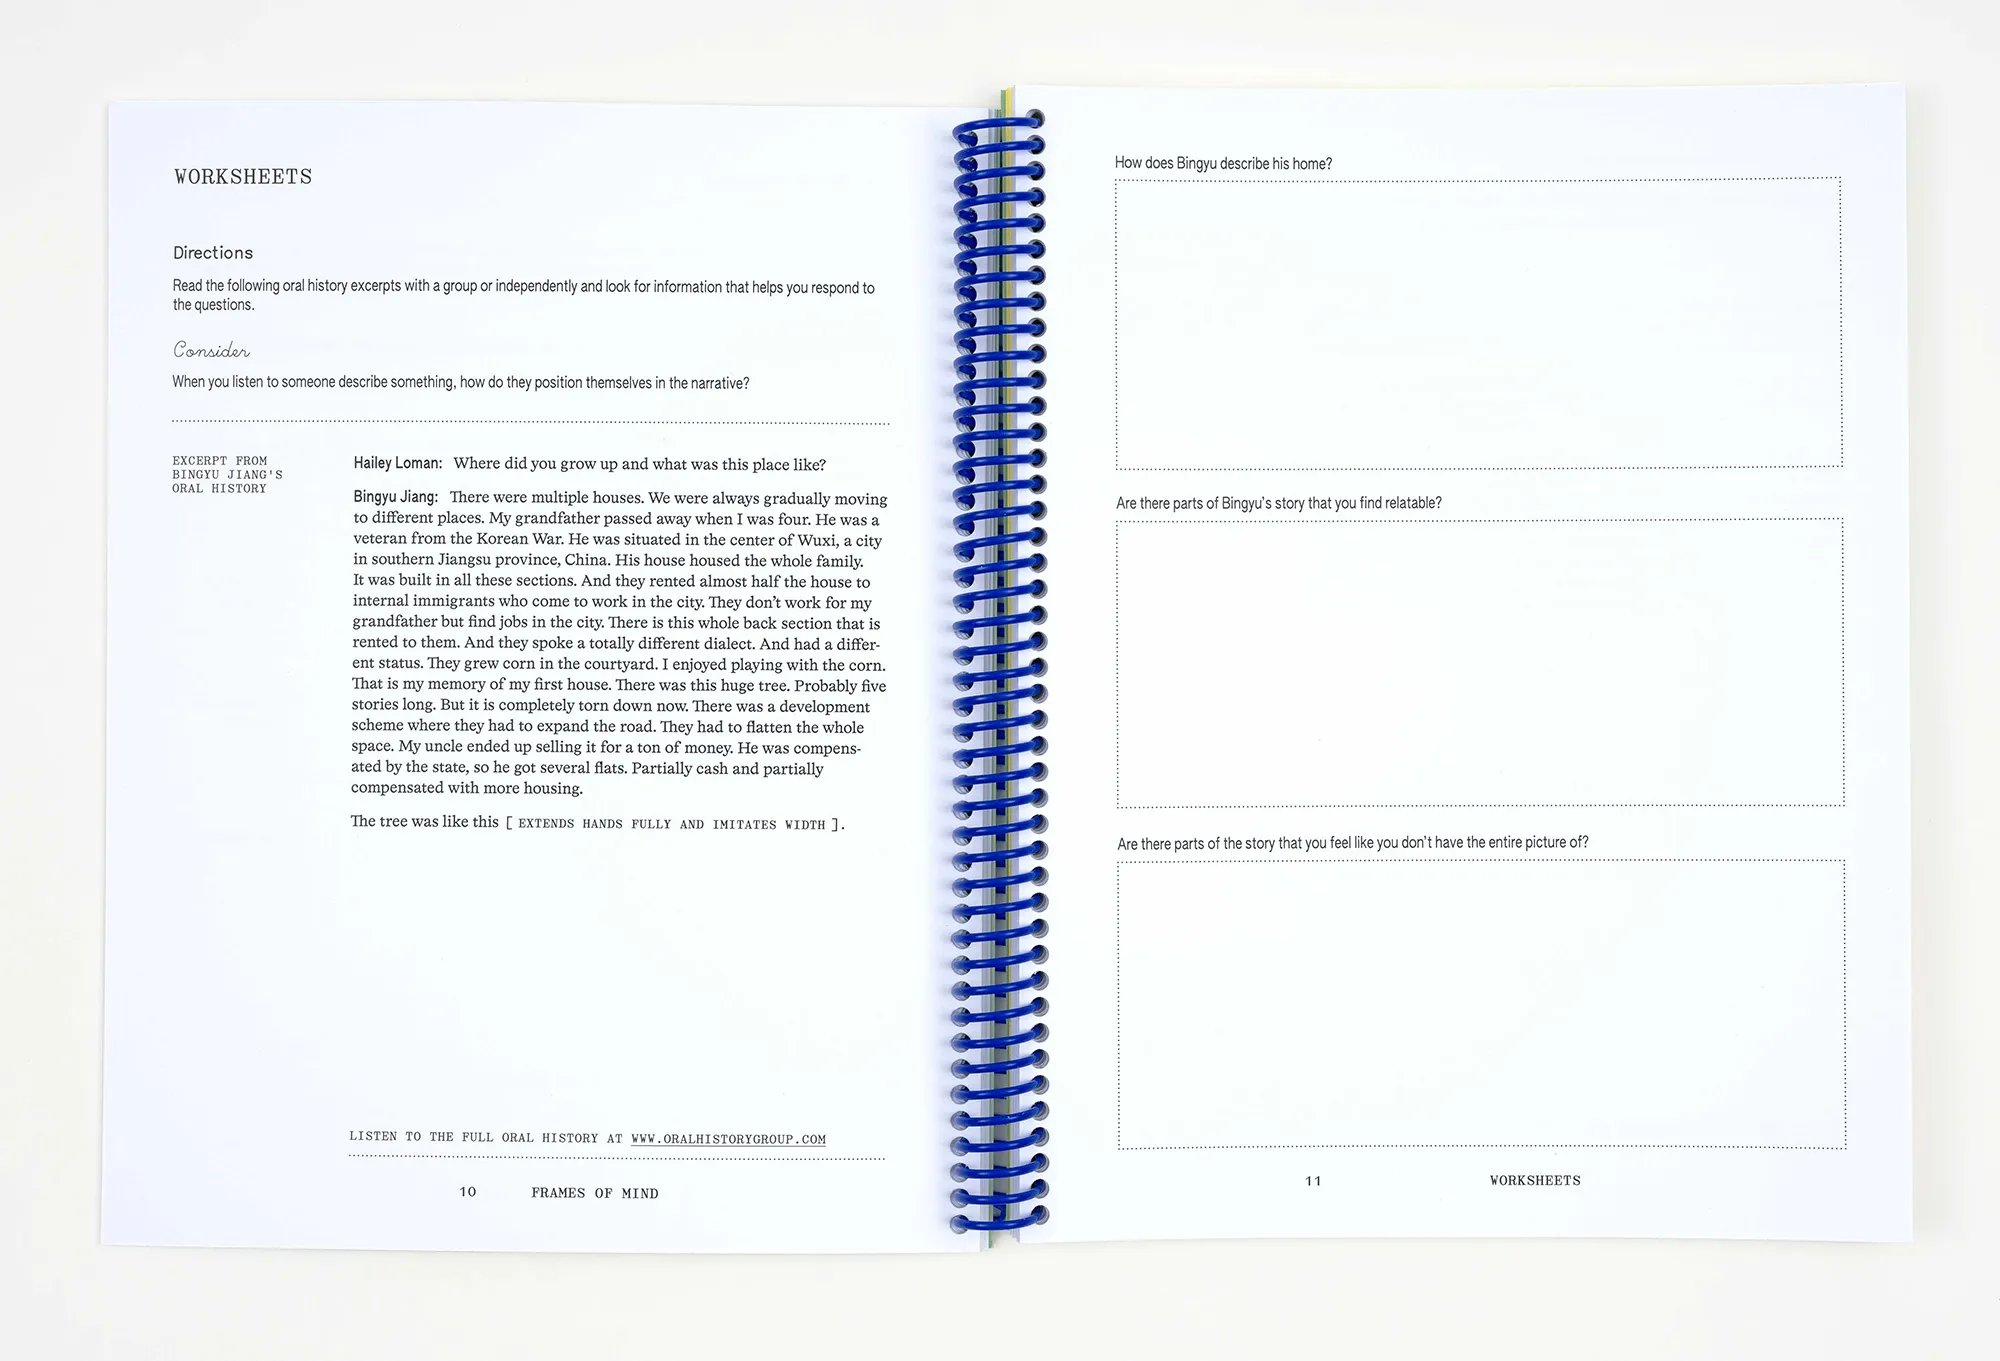 WORKSHEETS
Directions
Read the following oral history excerpts with a group or independently and look for information that helps you respond to
the questions.
Consider
When you listen to someone describe something, how do they position themselves in the narrative?
EXCERPT FROM
BINGYU JIANG'S
ORAL HISTORY
Hailey Loman: Where did you grow up and what was this place like?
Bingyu Jiang: There were multiple houses. We were always gradually moving
to different places. My grandfather passed away when I was four. He was a
veteran from the Korean War. He was situated in the center of Wuxi, a city
in southern Jiangsu province, China. His house housed the whole family.
It was built in all these sections. And they rented almost half the house to
internal immigrants who come to work in the city. They don't work for my
grandfather but find jobs in the city. There is this whole back section that is
rented to them. And they spoke a totally different dialect. And had a differ-
ent status. They grew corn in the courtyard. I enjoyed playing with the corn.
That is my memory of my first house. There was this huge tree. Probably five
stories long. But it is completely torn down now. There was a development
scheme where they had to expand the road. They had to flatten the whole
space. My uncle ended up selling it for a ton of money. He was compens-
ated by the state, so he got several flats. Partially cash and partially
compensated with more housing.
The tree was like this [ EXTENDS HANDS FULLY AND IMITATES WIDTH ].
LISTEN TO THE FULL ORAL HISTORY AT WWW.ORALHISTORYGROUP.COM
10 FRAMES OF MIND
How does Bingyu describe his home?
Are there parts of Bingyu's story that you find relatable?
Are there parts of the story that you feel like you don't have the entire picture of?
11 WORKSHEETS